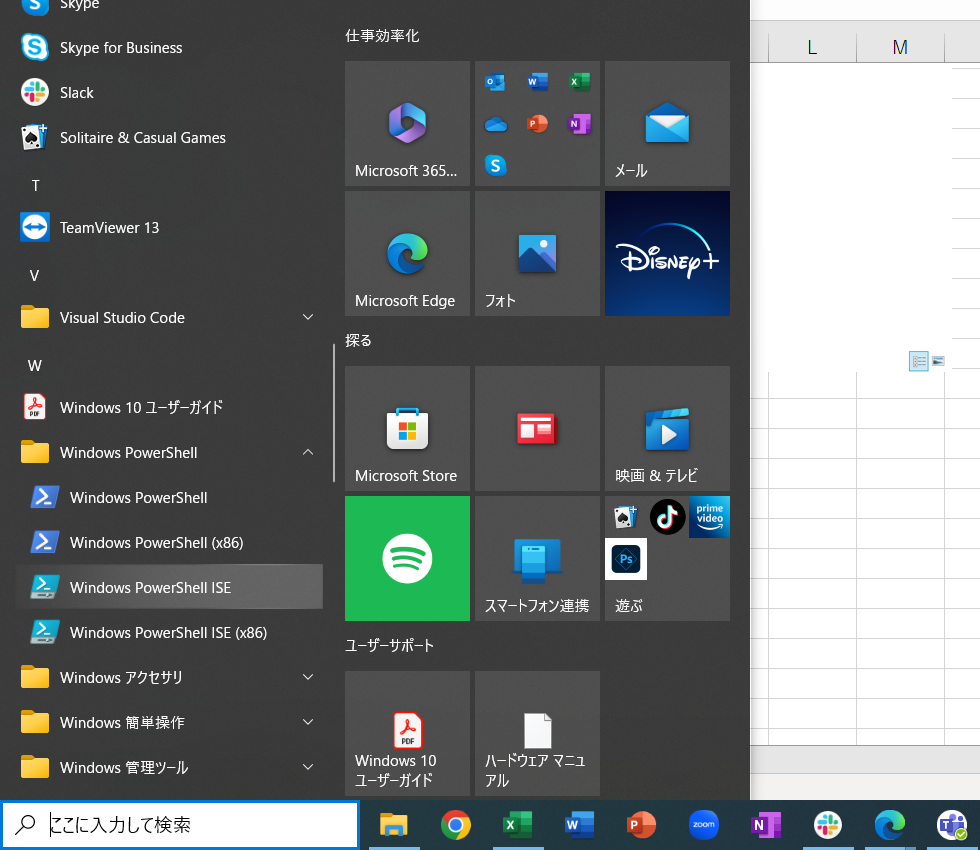 Skype
Skype for Business
Slack
Solitaire & Casual Games
T
TeamViewer 13
V
Visual Studio Code
W
Windows 10 ユーザーガイド
Windows PowerShell
Windows PowerShell
Windows PowerShell (x86)
Windows PowerShell ISE
Windows PowerShell ISE (x86)
Windows アクセサリ
Windows 簡単操作
Windows 管理ツール
仕事効率化
Microsoft 365...
メール
Microsoft Edge
フォト
Disney+
探る
Microsoft Store
映画 & テレビ
スマートフォン連携
prime
video
Ps
遊ぶ
ユーザーサポート
PDF
Windows 10
ユーザーガイド
ハードウェア マニュ
アル
L
M
ここに入力して検索
zoom